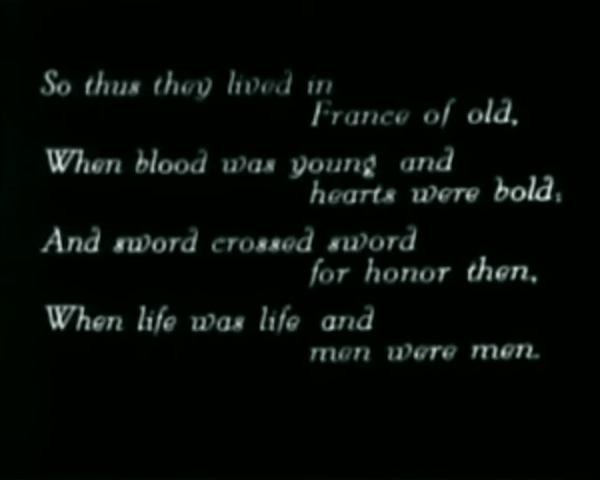 So thus they lived in
France of old,
When blood was young and
hearts were bold;
And sword crossed sword
for honor then,
When life was life and
men were men.